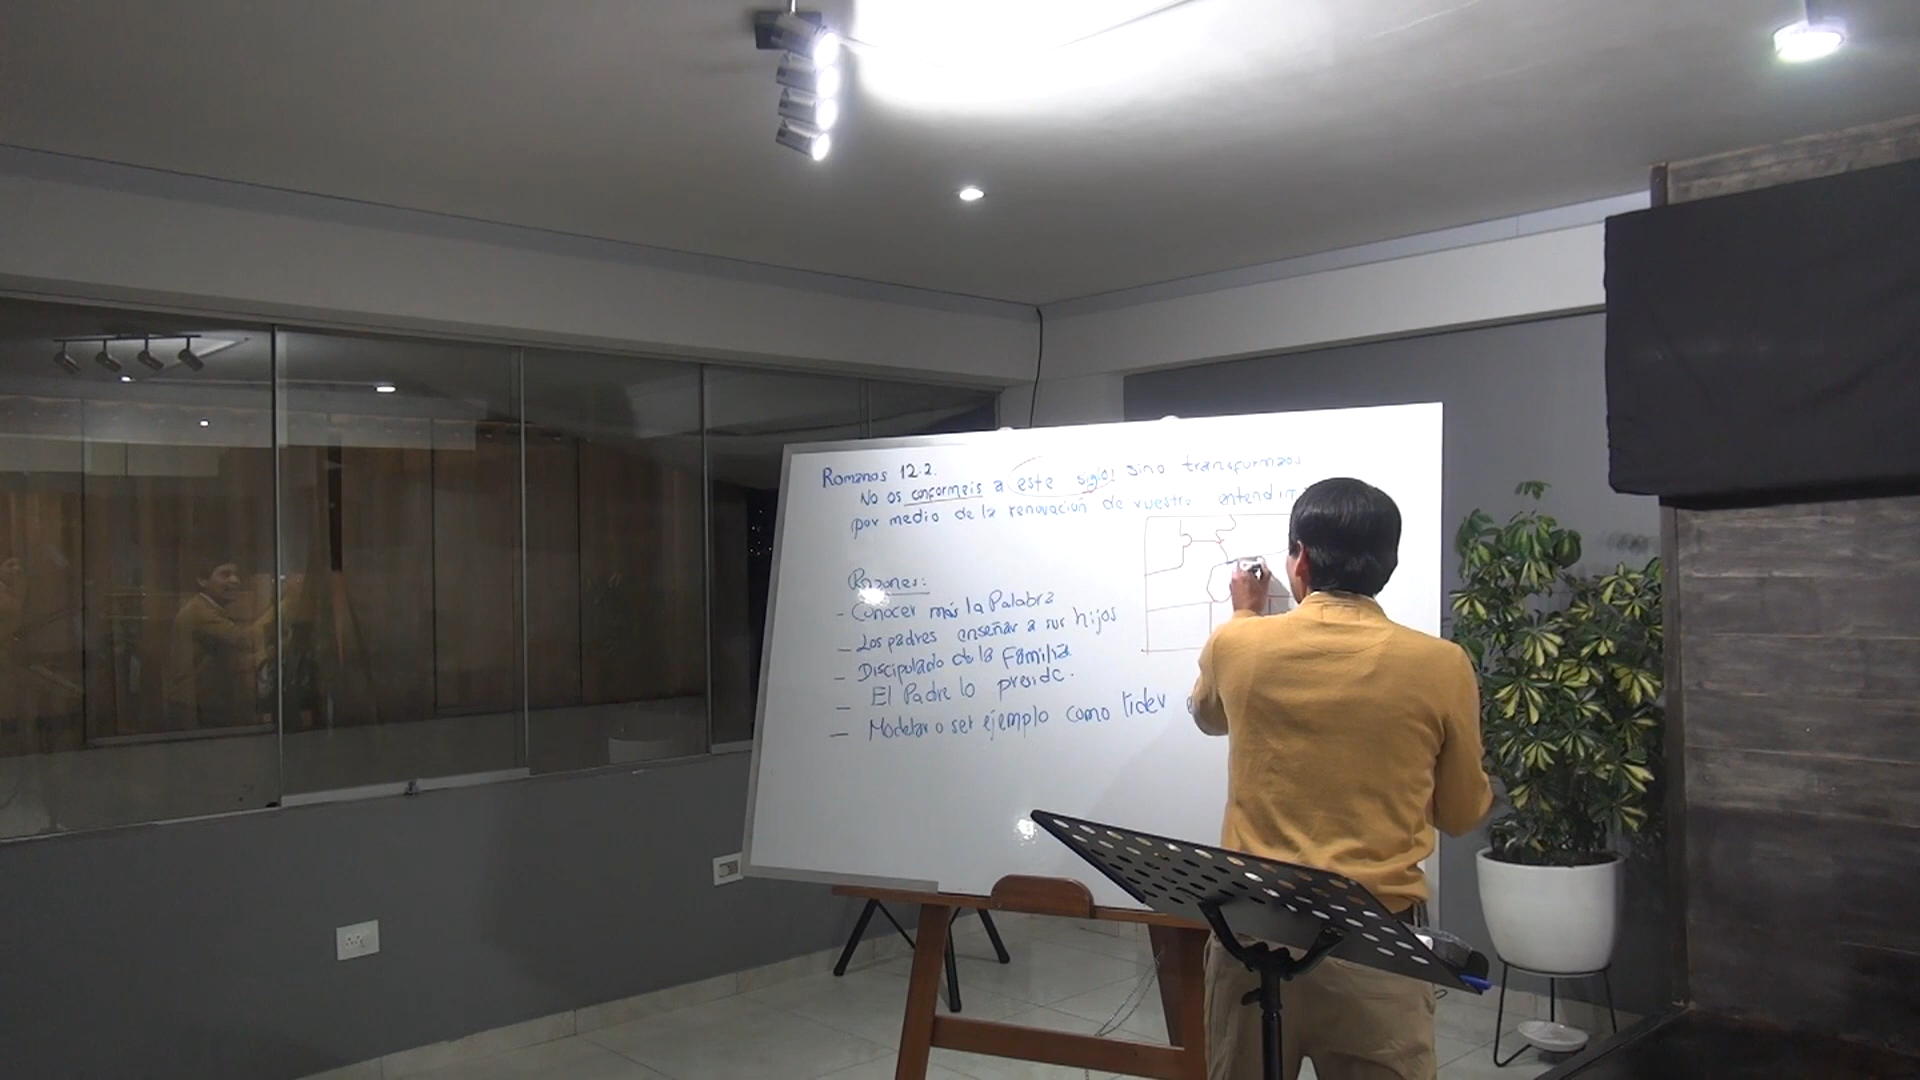 Romanos 12:2.
No os conformeis a este siglo! sino transformaos
por medio de la renovación de vuestro entendim
Razones:
- Conocer más la Palabra
- Los padres enseñar a sus hijos
- Discipulado de la Familia
- El Padre lo preside.
- Modelar o ser ejemplo como lider